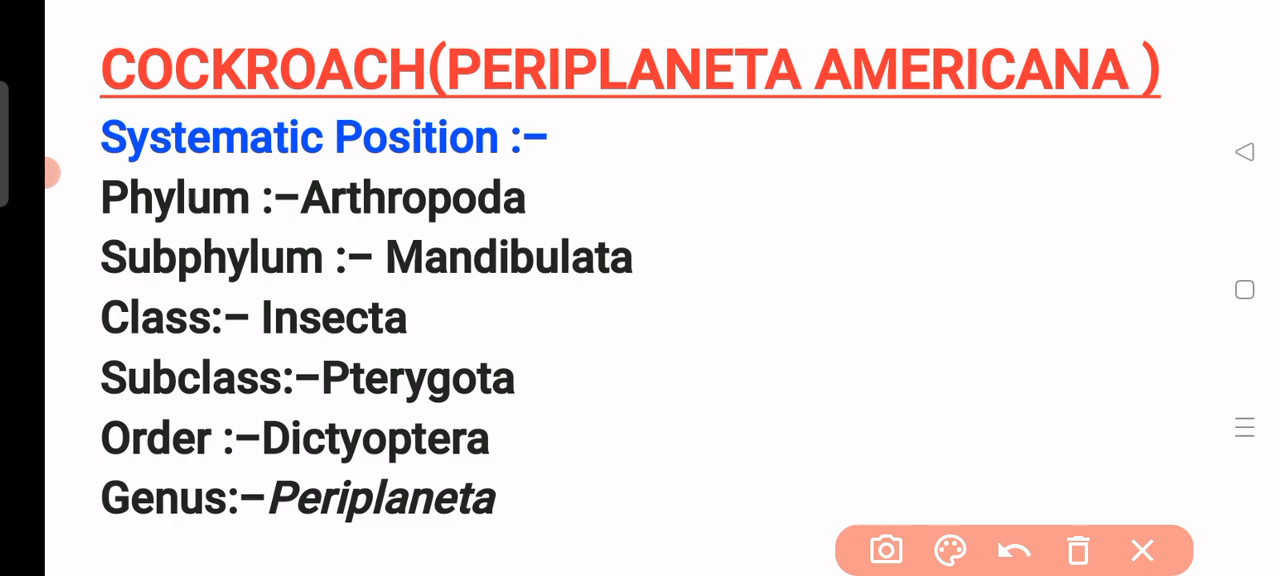 COCKROACH(PERIPLANETA AMERICANA )
Systematic Position :–
Phylum :–Arthropoda
Subphylum :– Mandibulata
Class:– Insecta
Subclass:–Pterygota
Order :–Dictyoptera
Genus:–Periplaneta